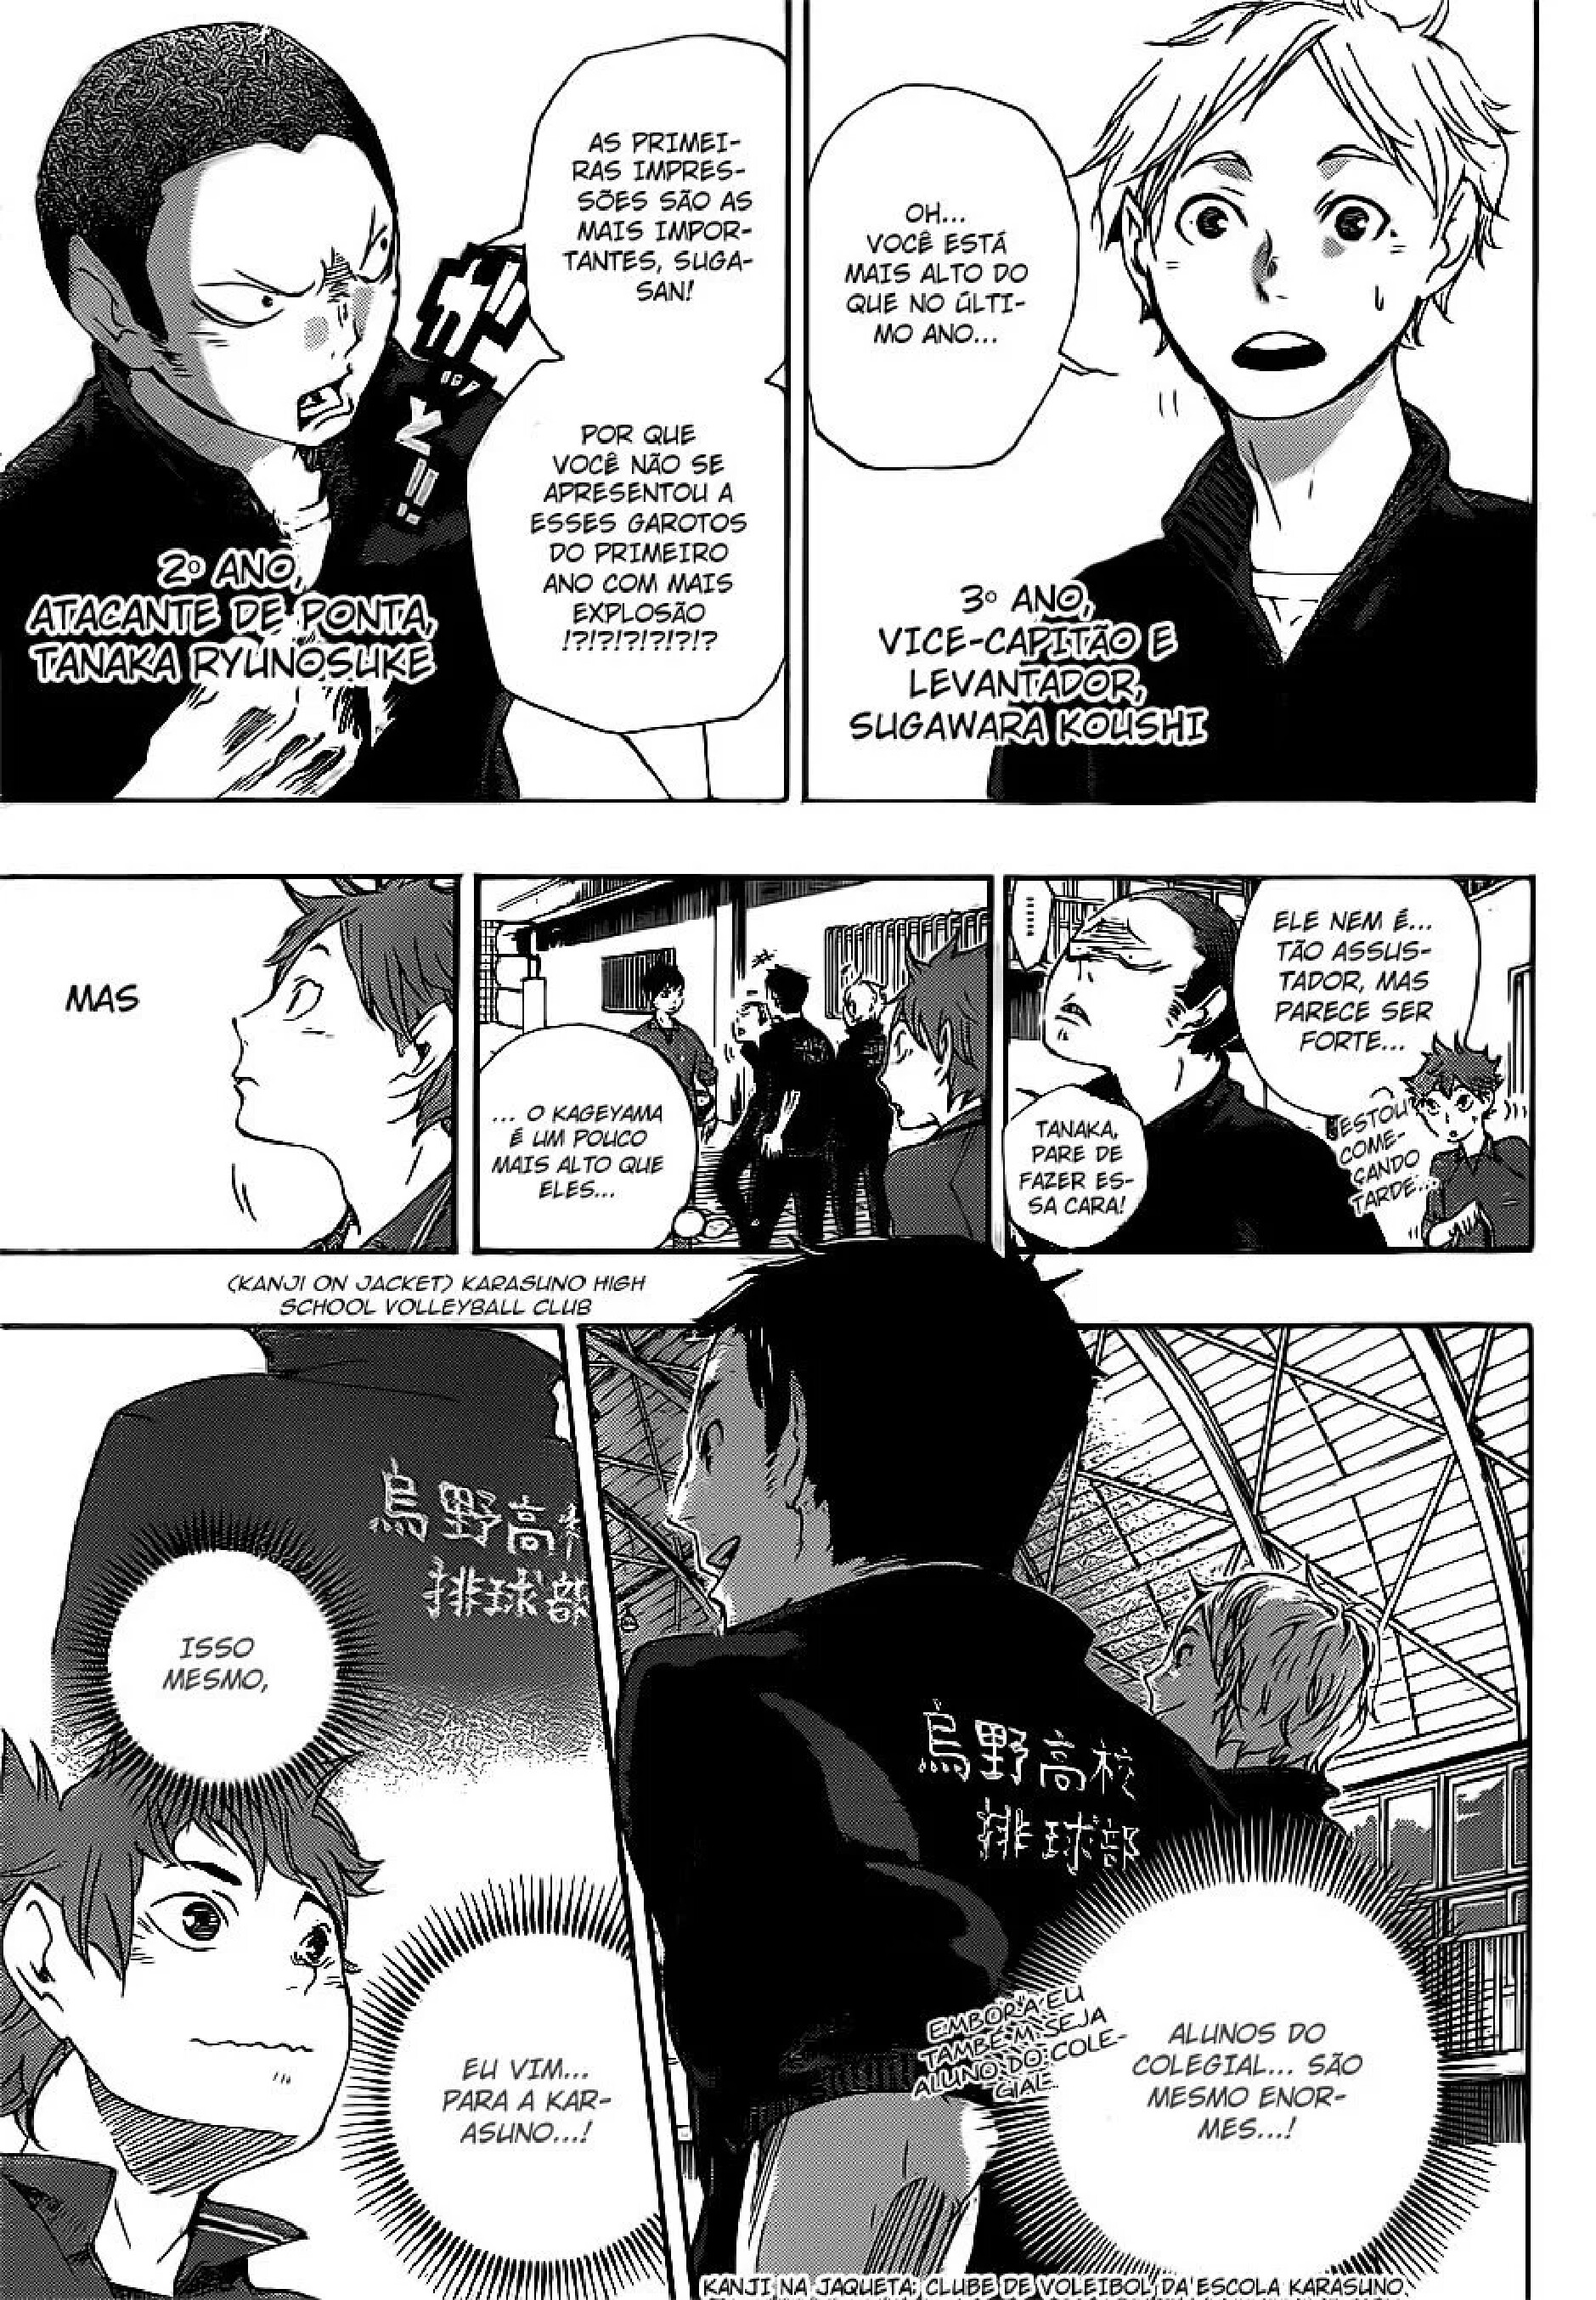 OH...
VOCÊ ESTÁ
MAIS ALTO DO
QUE NO ÚLTI-
MO ANO...
3º ANO,
VICE-CAPITÃO E
LEVANTADOR,
SUGAWARA KOUSHI
AS PRIMEI-
RAS IMPRES-
SÕES SÃO AS
MAIS IMPOR-
TANTES, SUGA-
SAN!
POR QUE
VOCÊ NÃO SE
APRESENTOU A
ESSES GAROTOS
DO PRIMEIRO
ANO COM MAIS
EXPLOSÃO
!?!?!?!?!?!?
2º ANO,
ATACANTE DE PONTA,
TANAKA RYUNOSUKE
ELE NEM É...
TÃO ASSUS-
TADOR, MAS
PARECE SER
FORTE...
ESTOU
COME-
ÇANDO
TARDE...
TANAKA,
PARE DE
FAZER ES-
SA CARA!
... O KAGEYAMA
É UM POUCO
MAIS ALTO QUE
ELES...
MAS
(KANJI ON JACKET) KARASUNO HIGH
SCHOOL VOLLEYBALL CLUB
烏野高校
排球部
ALUNOS DO
COLEGIAL... SÃO
MESMO ENOR-
MES...!
EMBORA EU
TAMBÉM SEJA
ALUNO DO COLE-
GIAL...
烏野高校
排球部
ISSO
MESMO,
EU VIM...
PARA A KAR-
ASUNO...!
KANJI NA JAQUETA: CLUBE DE VOLEIBOL DA ESCOLA KARASUNO.